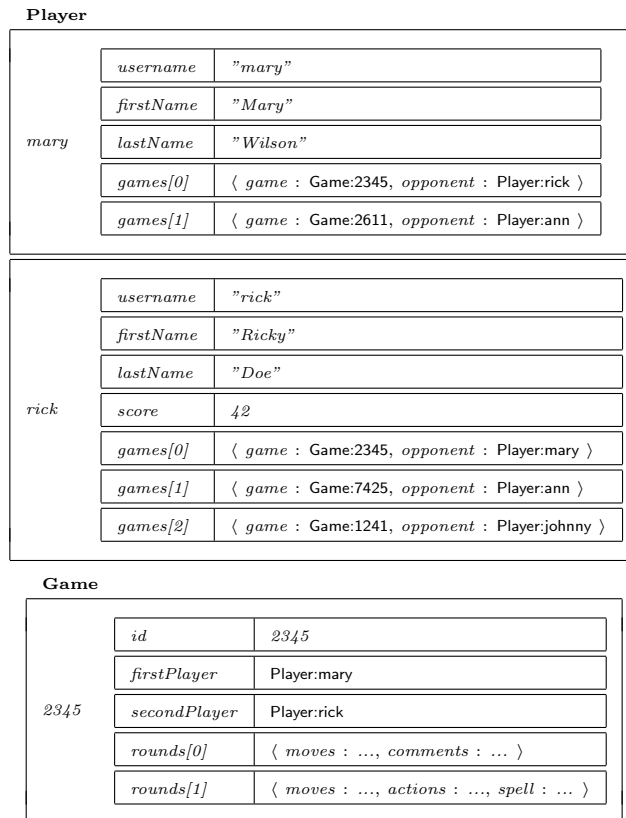 Player
username "mary"
firstName "Mary"
mary lastName "Wilson"
games[0] ⟨ game : Game:2345, opponent : Player:rick ⟩
games[1] ⟨ game : Game:2611, opponent : Player:ann ⟩
username "rick"
firstName "Ricky"
lastName "Doe"
rick score 42
games[0] ⟨ game : Game:2345, opponent : Player:mary ⟩
games[1] ⟨ game : Game:7425, opponent : Player:ann ⟩
games[2] ⟨ game : Game:1241, opponent : Player:johnny ⟩
Game
id 2345
firstPlayer Player:mary
2345 secondPlayer Player:rick
rounds[0] ⟨ moves : ..., comments : ... ⟩
rounds[1] ⟨ moves : ..., actions : ..., spell : ... ⟩